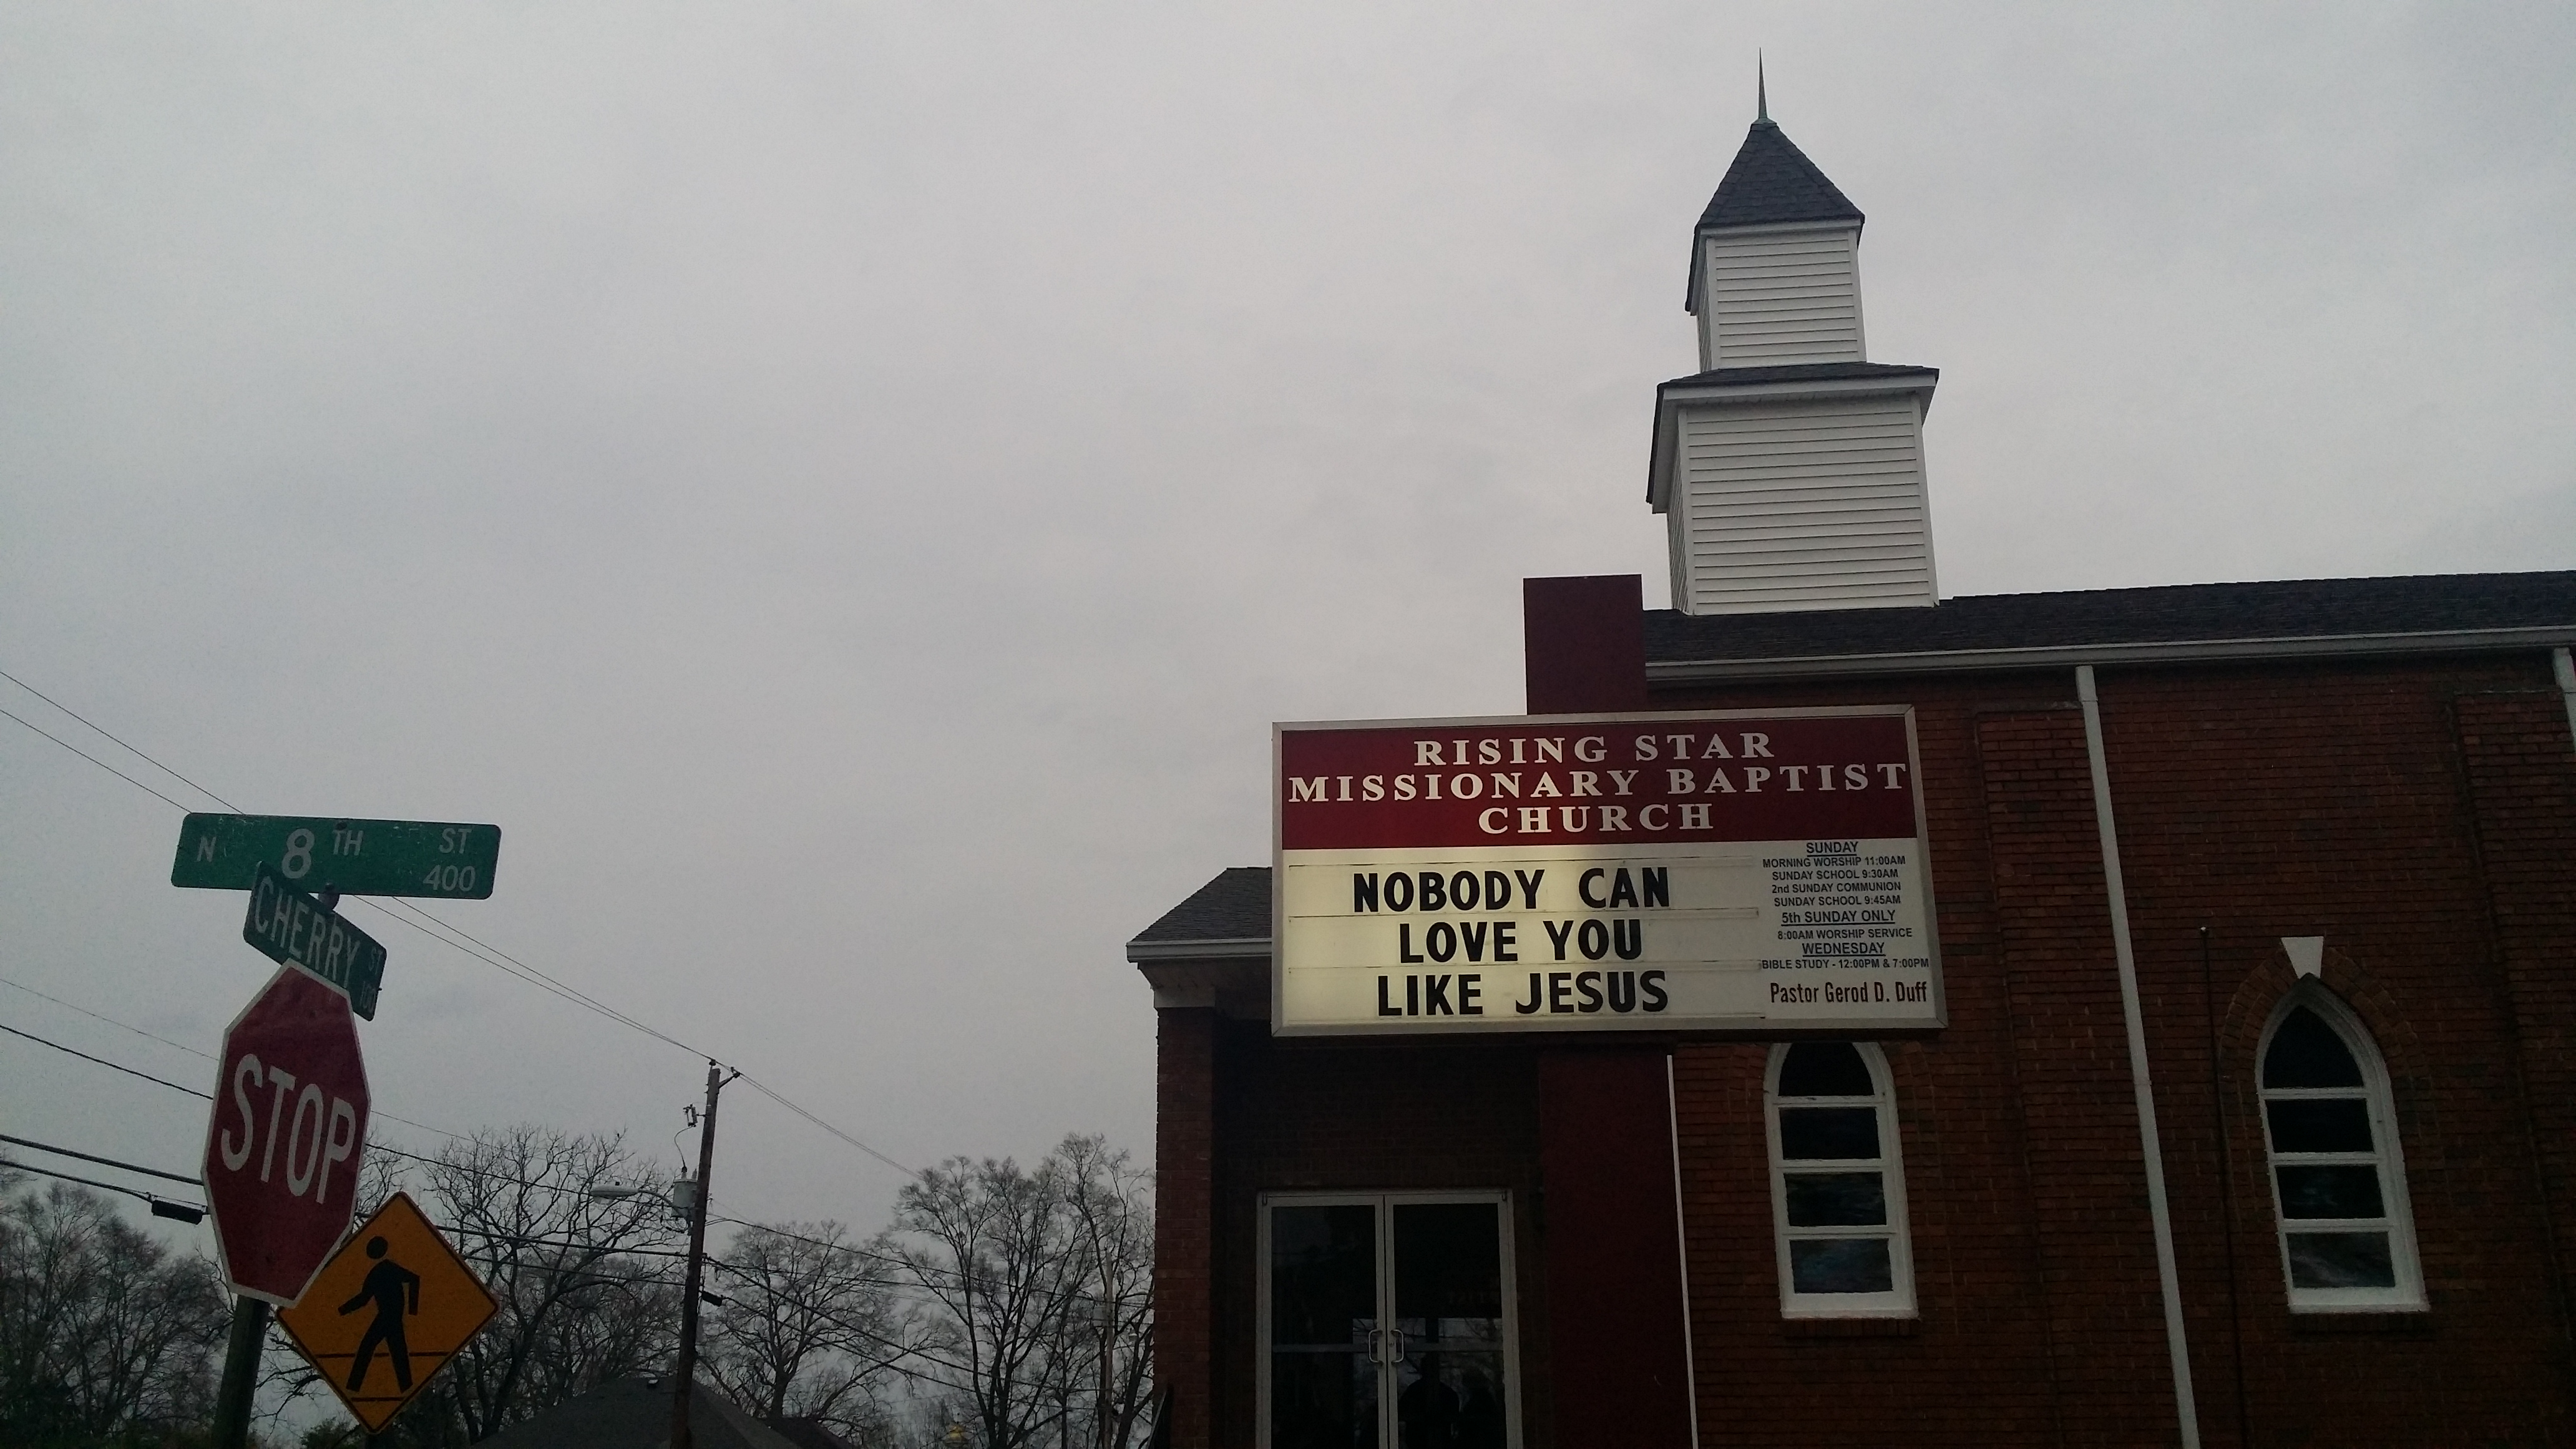 N 8TH ST 400
CHERRY ST 100
STOP
RISING STAR
MISSIONARY BAPTIST
CHURCH
NOBODY CAN
LOVE YOU
LIKE JESUS
SUNDAY
MORNING WORSHIP 11:00AM
SUNDAY SCHOOL 9:30AM
2nd SUNDAY COMMUNION
SUNDAY SCHOOL 9:45AM
5th SUNDAY ONLY
8:00AM WORSHIP SERVICE
WEDNESDAY
BIBLE STUDY - 12:00PM & 7:00PM
Pastor Gerod D. Duff